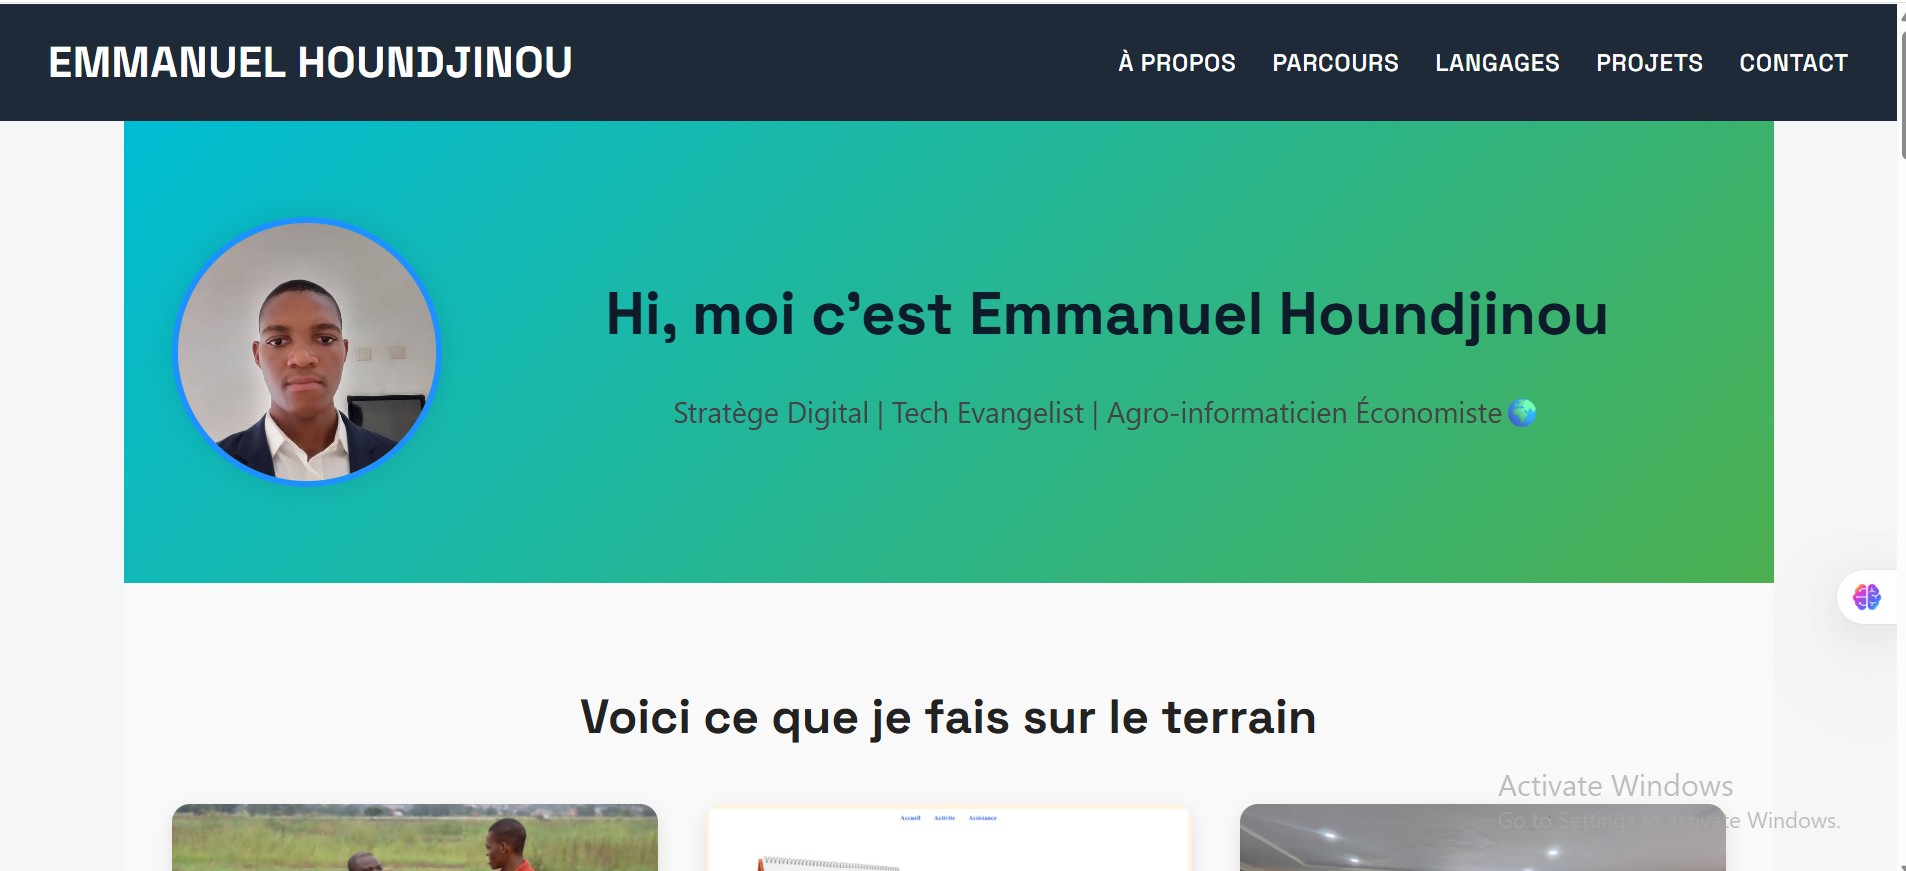 EMMANUEL HOUNDJINOU
À PROPOS PARCOURS LANGAGES PROJETS CONTACT
Hi, moi c’est Emmanuel Houndjinou
Stratège Digital | Tech Evangelist | Agro-informaticien Économiste🌍
Voici ce que je fais sur le terrain
Accueil Activite Assistance
Activate Windows
Go to Settings to activate Windows.